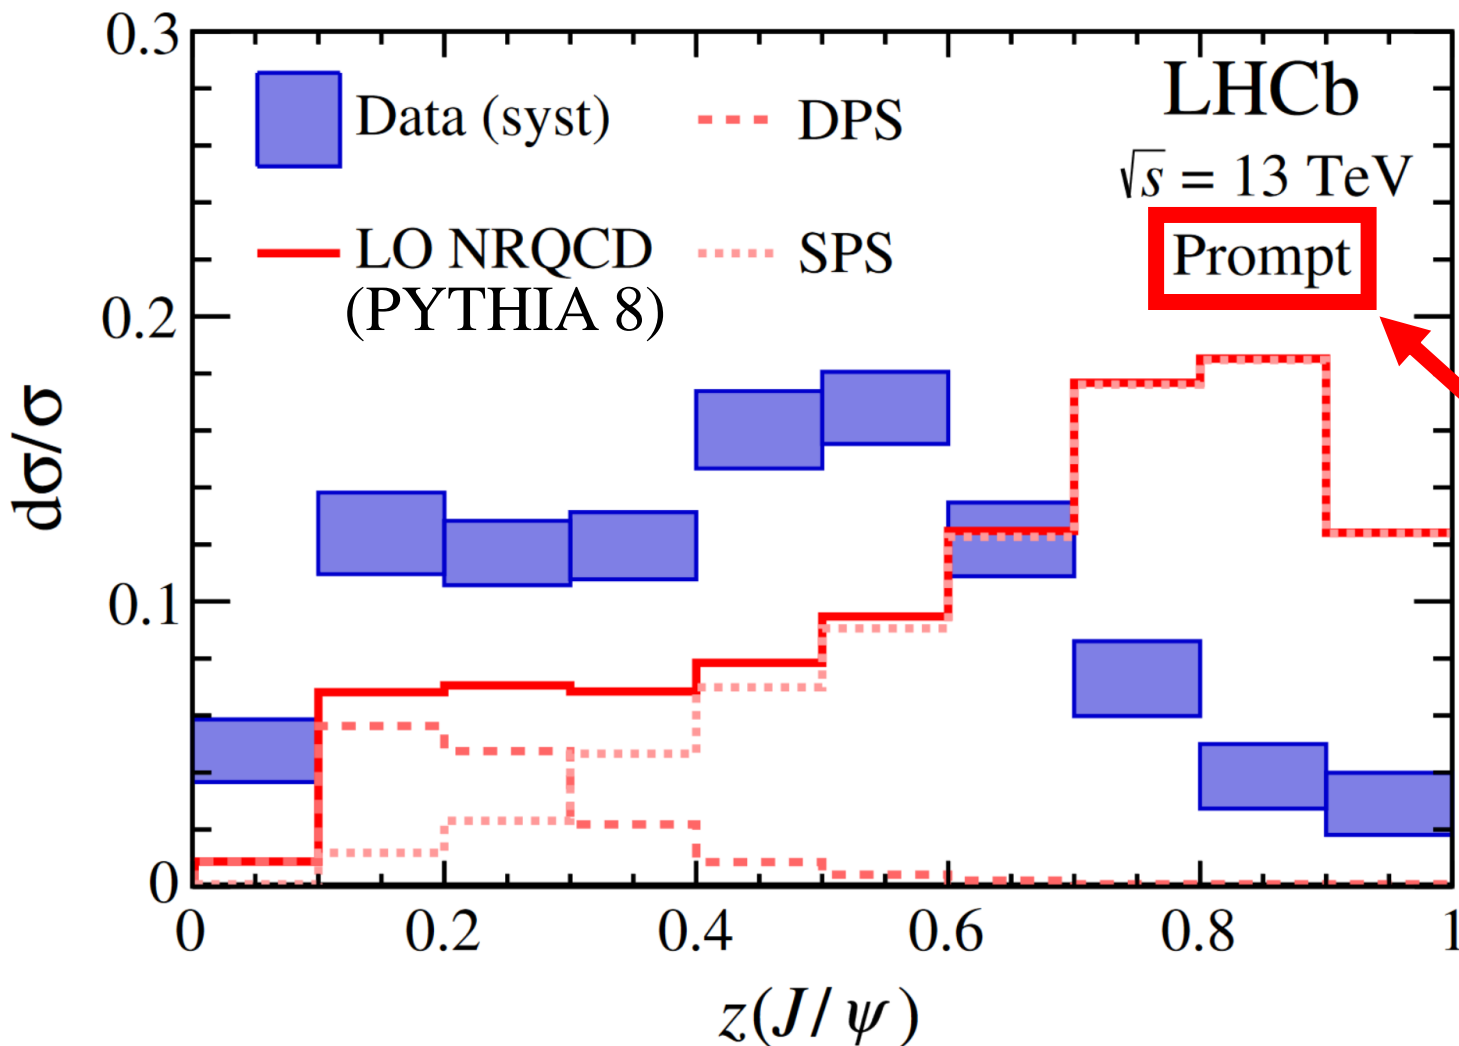 0.3
0.2
0.1
0
dσ/σ
Data (syst)
DPS
LO NRQCD
(PYTHIA 8)
SPS
LHCb
√s = 13 TeV
Prompt
0 0.2 0.4 0.6 0.8 1
z(J/ψ)